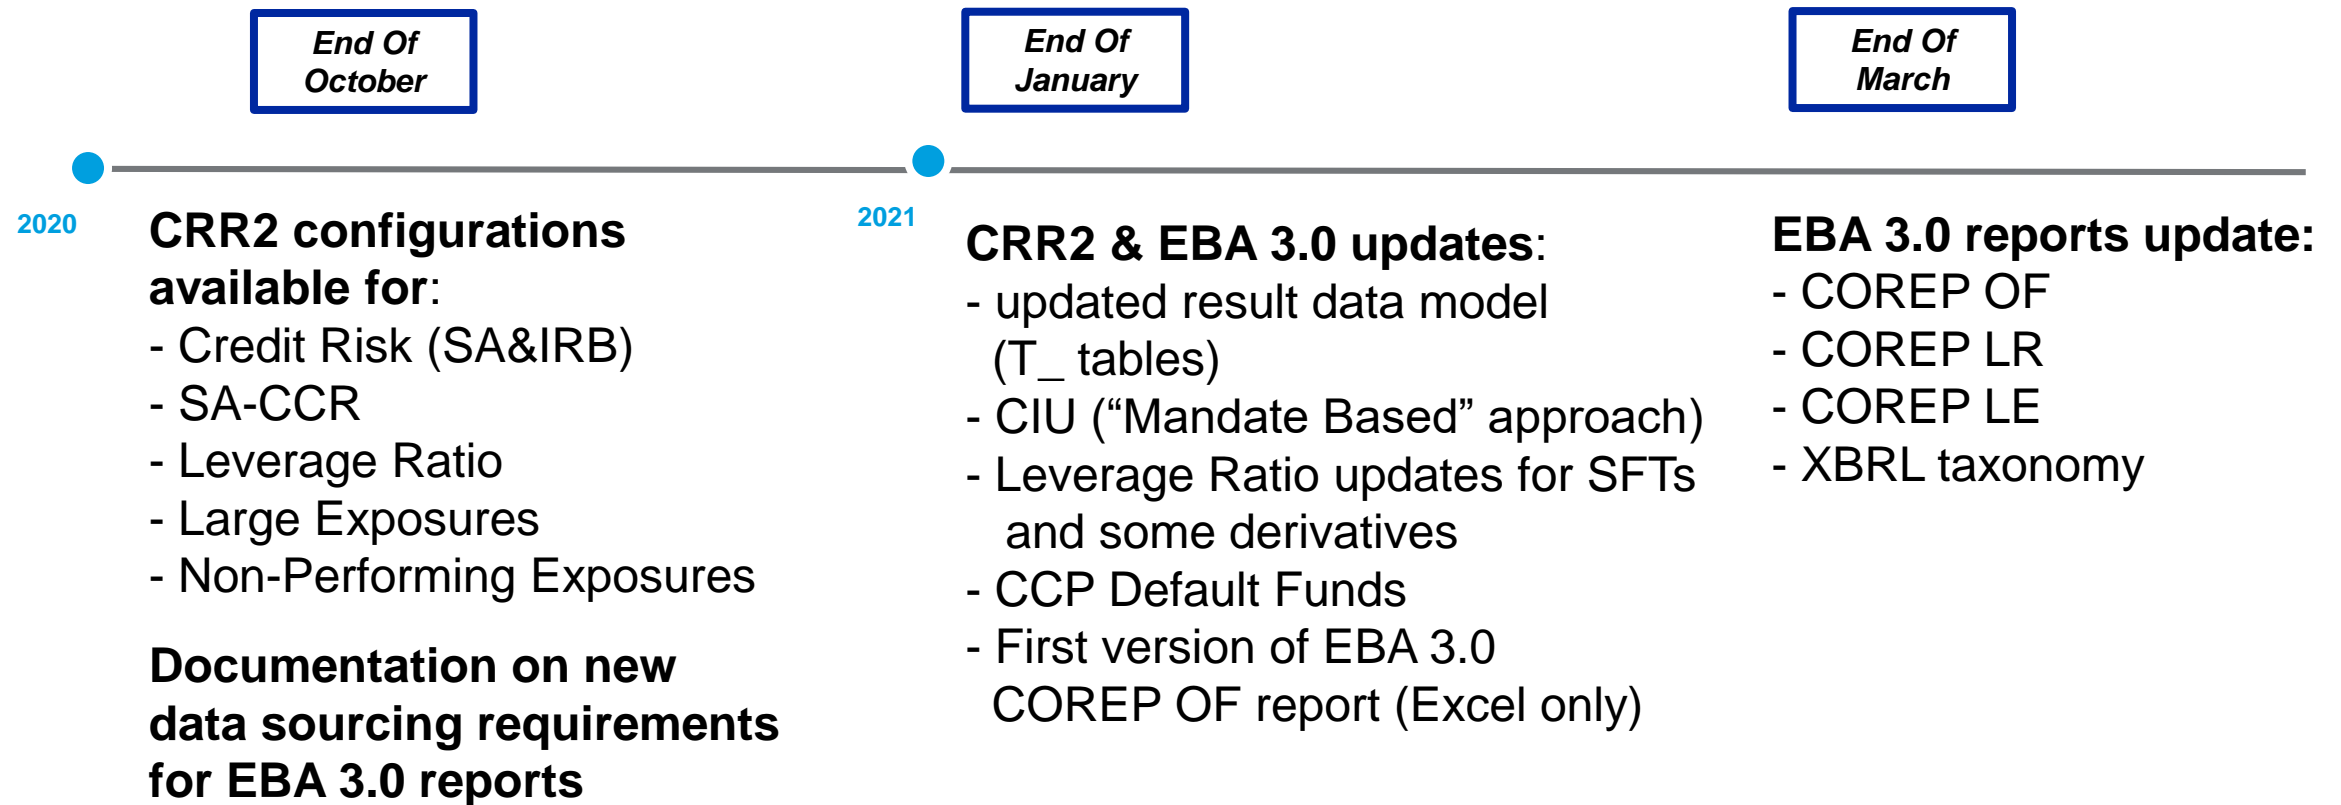 End Of
October
End Of
January
End Of
March
2020
CRR2 configurations
available for:
- Credit Risk (SA&IRB)
- SA-CCR
- Leverage Ratio
- Large Exposures
- Non-Performing Exposures
Documentation on new
data sourcing requirements
for EBA 3.0 reports
2021
CRR2 & EBA 3.0 updates:
- updated result data model
(T_ tables)
- CIU (“Mandate Based” approach)
- Leverage Ratio updates for SFTs
and some derivatives
- CCP Default Funds
- First version of EBA 3.0
COREP OF report (Excel only)
EBA 3.0 reports update:
- COREP OF
- COREP LR
- COREP LE
- XBRL taxonomy